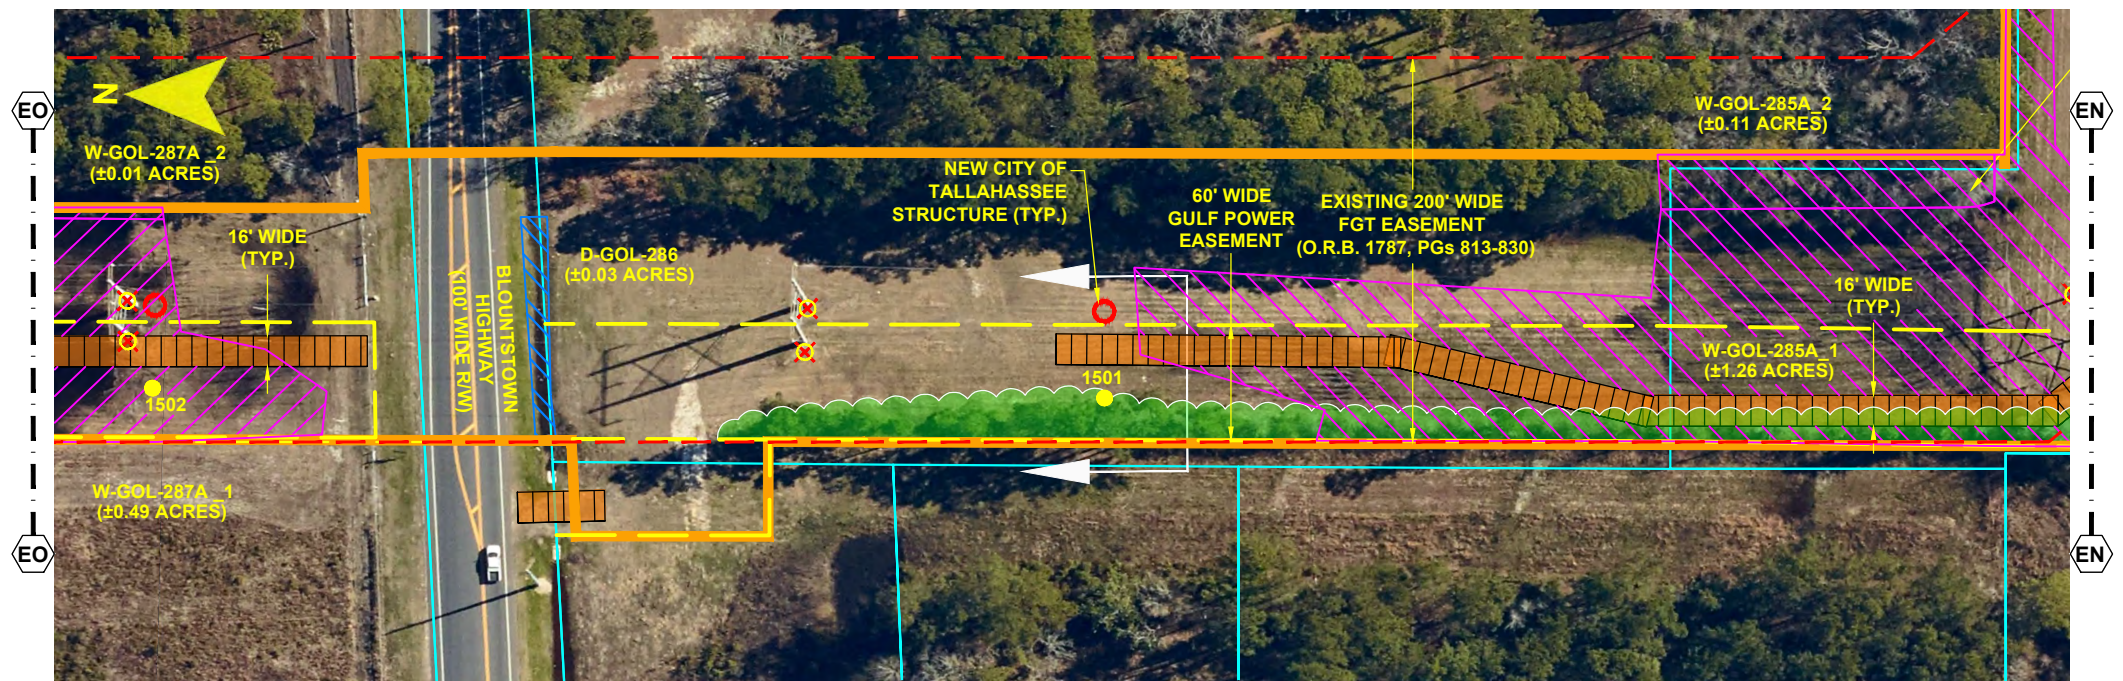 N
EO
EN
W-GOL-287A _2
(±0.01 ACRES)
16' WIDE
(TYP.)
1502
W-GOL-287A _1
(±0.49 ACRES)
EO
BLOUNTSTOWN
HIGHWAY
(100' WIDE R/W)
D-GOL-286
(±0.03 ACRES)
NEW CITY OF
TALLAHASSEE
STRUCTURE (TYP.)
60' WIDE
GULF POWER
EASEMENT
EXISTING 200' WIDE
FGT EASEMENT
(O.R.B. 1787, PGs 813-830)
1501
W-GOL-285A_2
(±0.11 ACRES)
16' WIDE
(TYP.)
W-GOL-285A_1
(±1.26 ACRES)
EN